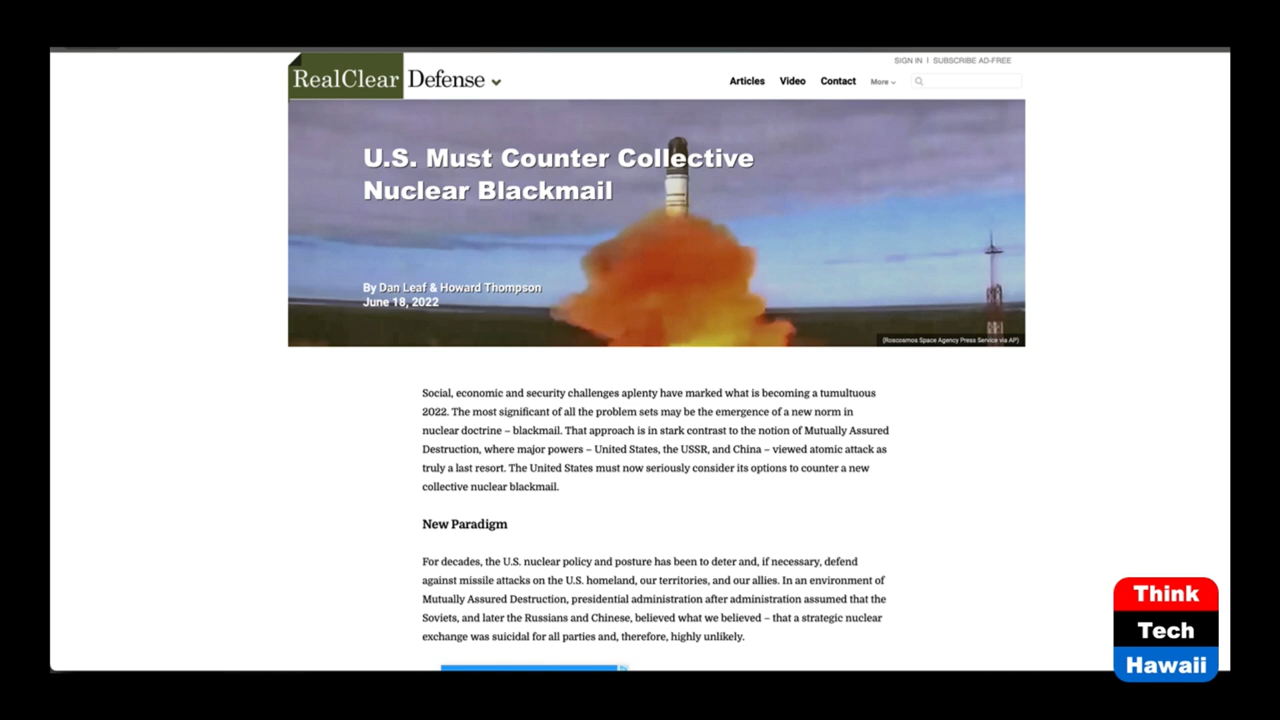 RealClear Defense
SIGN IN | SUBSCRIBE AD-FREE
Articles Video Contact More
U.S. Must Counter Collective
Nuclear Blackmail
By Dan Leaf & Howard Thompson
June 18, 2022
(Roscosmos Space Agency Press Service via AP)
Social, economic and security challenges aplenty have marked what is becoming a tumultuous
2022. The most significant of all the problem sets may be the emergence of a new norm in
nuclear doctrine – blackmail. That approach is in stark contrast to the notion of Mutually Assured
Destruction, where major powers – United States, the USSR, and China – viewed atomic attack as
truly a last resort. The United States must now seriously consider its options to counter a new
collective nuclear blackmail.
New Paradigm
For decades, the U.S. nuclear policy and posture has been to deter and, if necessary, defend
against missile attacks on the U.S. homeland, our territories, and our allies. In an environment of
Mutually Assured Destruction, presidential administration after administration assumed that the
Soviets, and later the Russians and Chinese, believed what we believed – that a strategic nuclear
exchange was suicidal for all parties and, therefore, highly unlikely.
Think
Tech
Hawaii